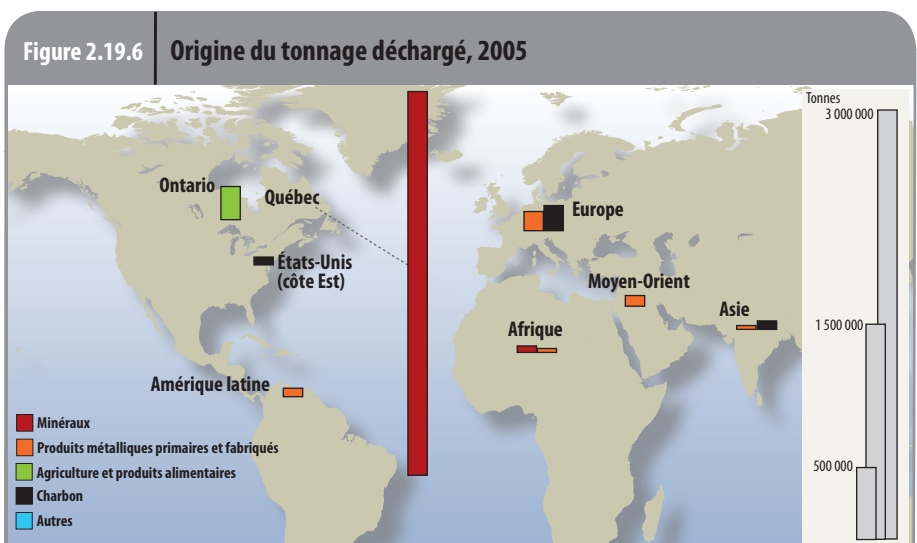 Figure 2.19.6
Origine du tonnage déchargé, 2005
Tonnes
3 000 000
Ontario
Québec
Europe
États-Unis
(côte Est)
Moyen-Orient
Asie
Afrique
1 500 000
Amérique latine
Minéraux
Produits métalliques primaires et fabriqués
Agriculture et produits alimentaires
500 000
Charbon
Autres